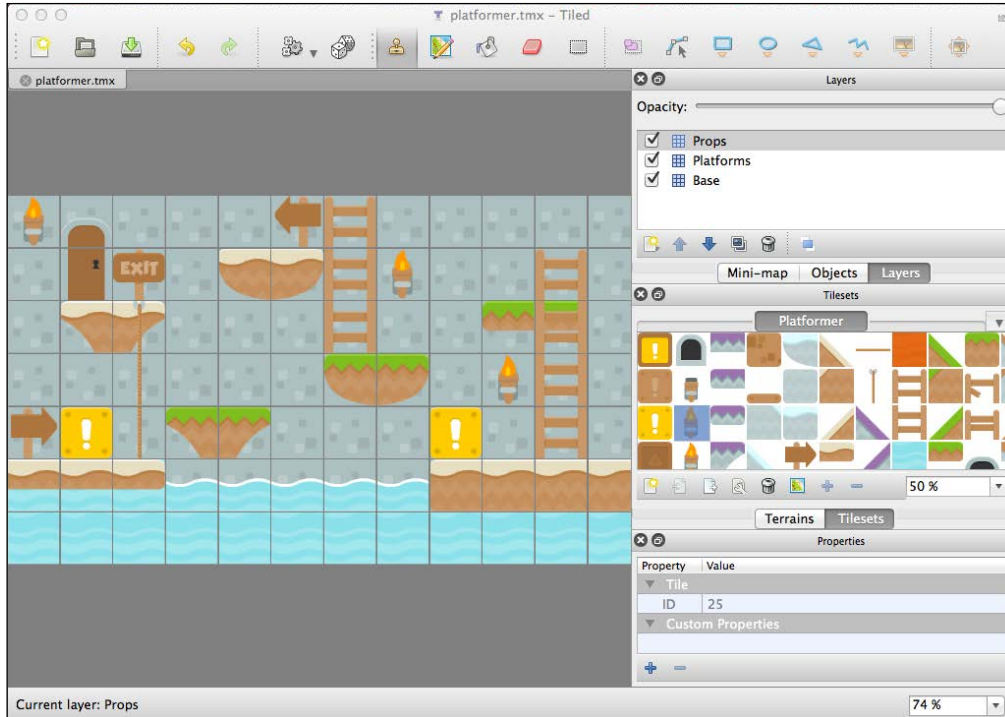 platformer.tmx – Tiled
platformer.tmx
Layers
Opacity:
Props
Platforms
Base
Mini-map Objects Layers
Tilesets
Platformer
EXIT
!
!
!
!
!
50 %
Terrains Tilesets
Properties
Property Value
Tile
ID 25
Custom Properties
Current layer: Props
74 %